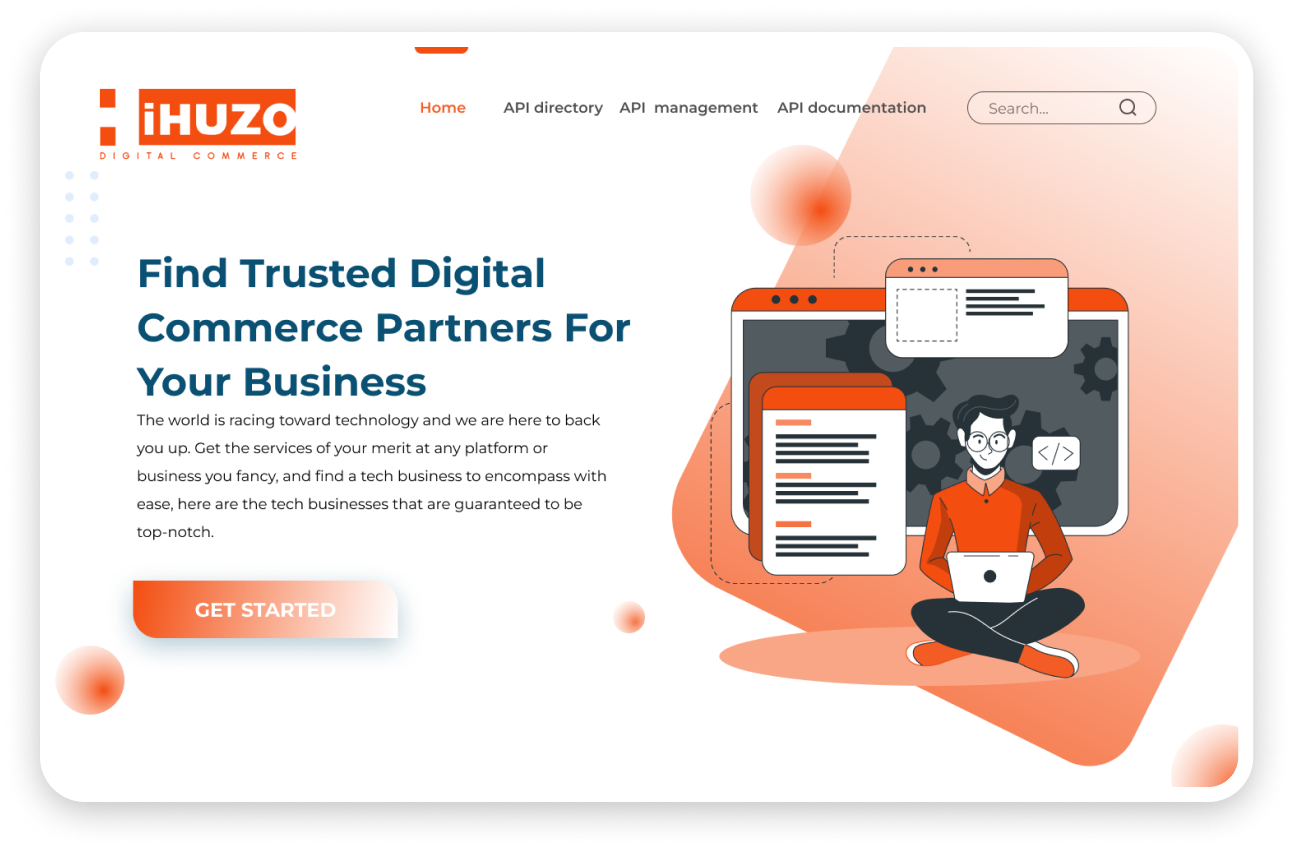 iHUZO
DIGITAL COMMERCE
Home API directory API management API documentation Search...
Find Trusted Digital
Commerce Partners For
Your Business
The world is racing toward technology and we are here to back
you up. Get the services of your merit at any platform or
business you fancy, and find a tech business to encompass with
ease, here are the tech businesses that are guaranteed to be
top-notch.
</>
GET STARTED